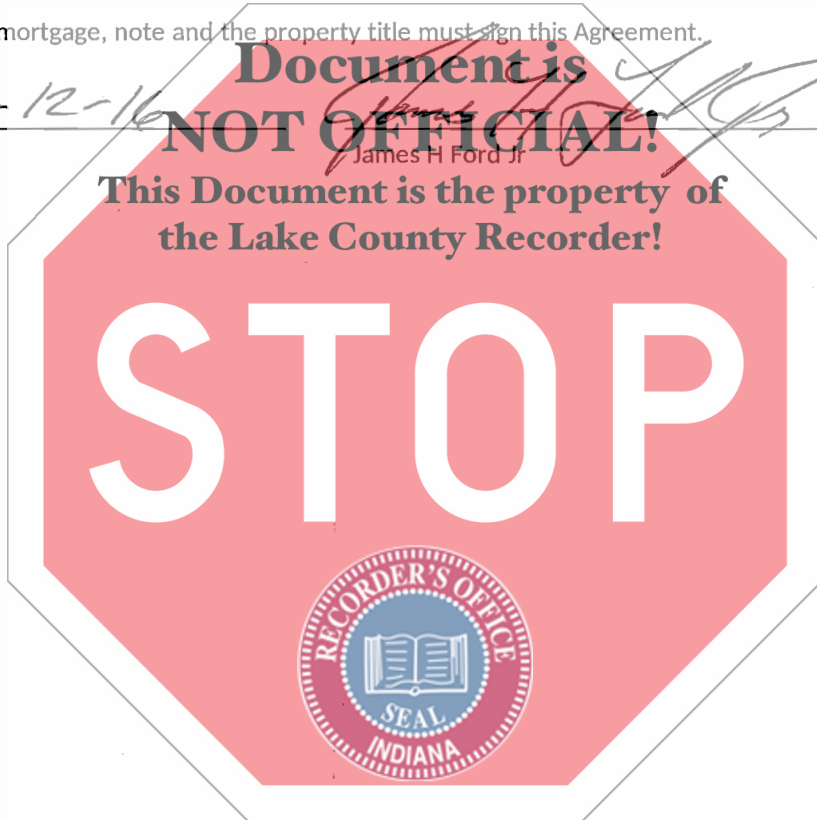 mortgage, note and the property title must sign this Agreement.
Document is
12-16
NOT OFFICIAL!
James H Ford Jr
This Document is the property of
the Lake County Recorder!
STOP
RECORDER'S OFFICE
SEAL
INDIANA